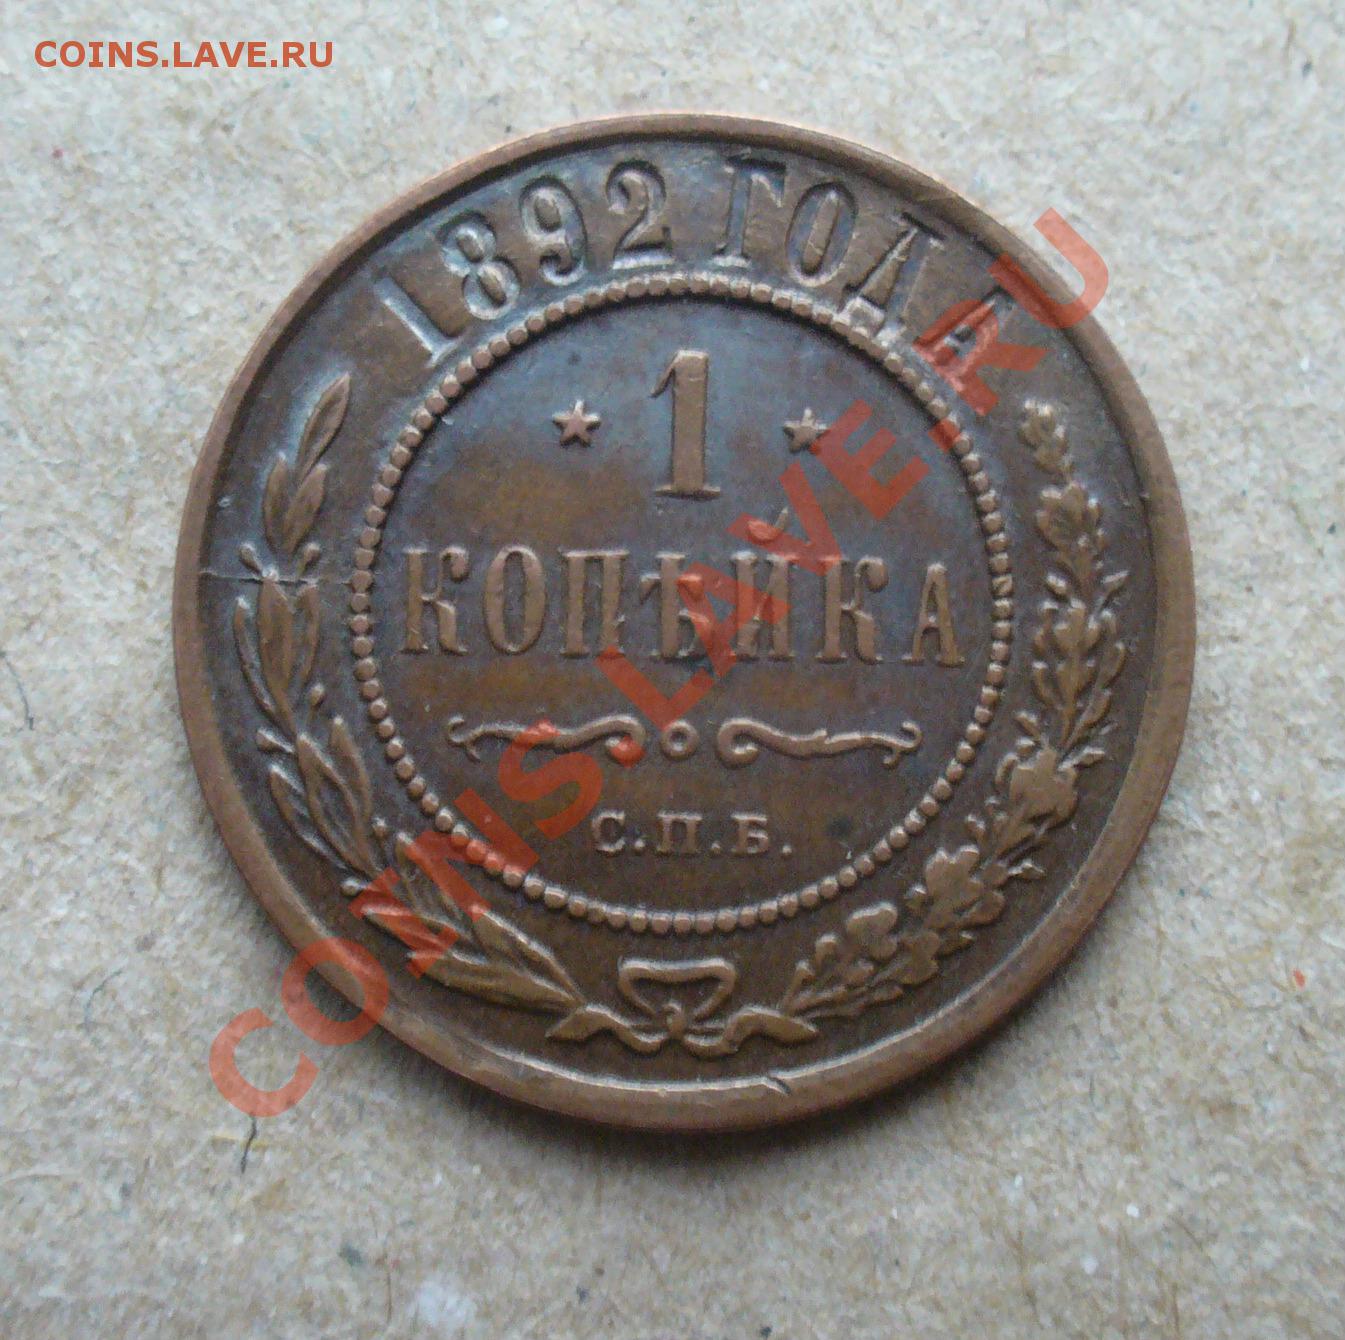 COINS.LAVE.RU
1892 ГОДА
1
КОПѢЙКА
С.П.Б.
COINS.LAVE.RU